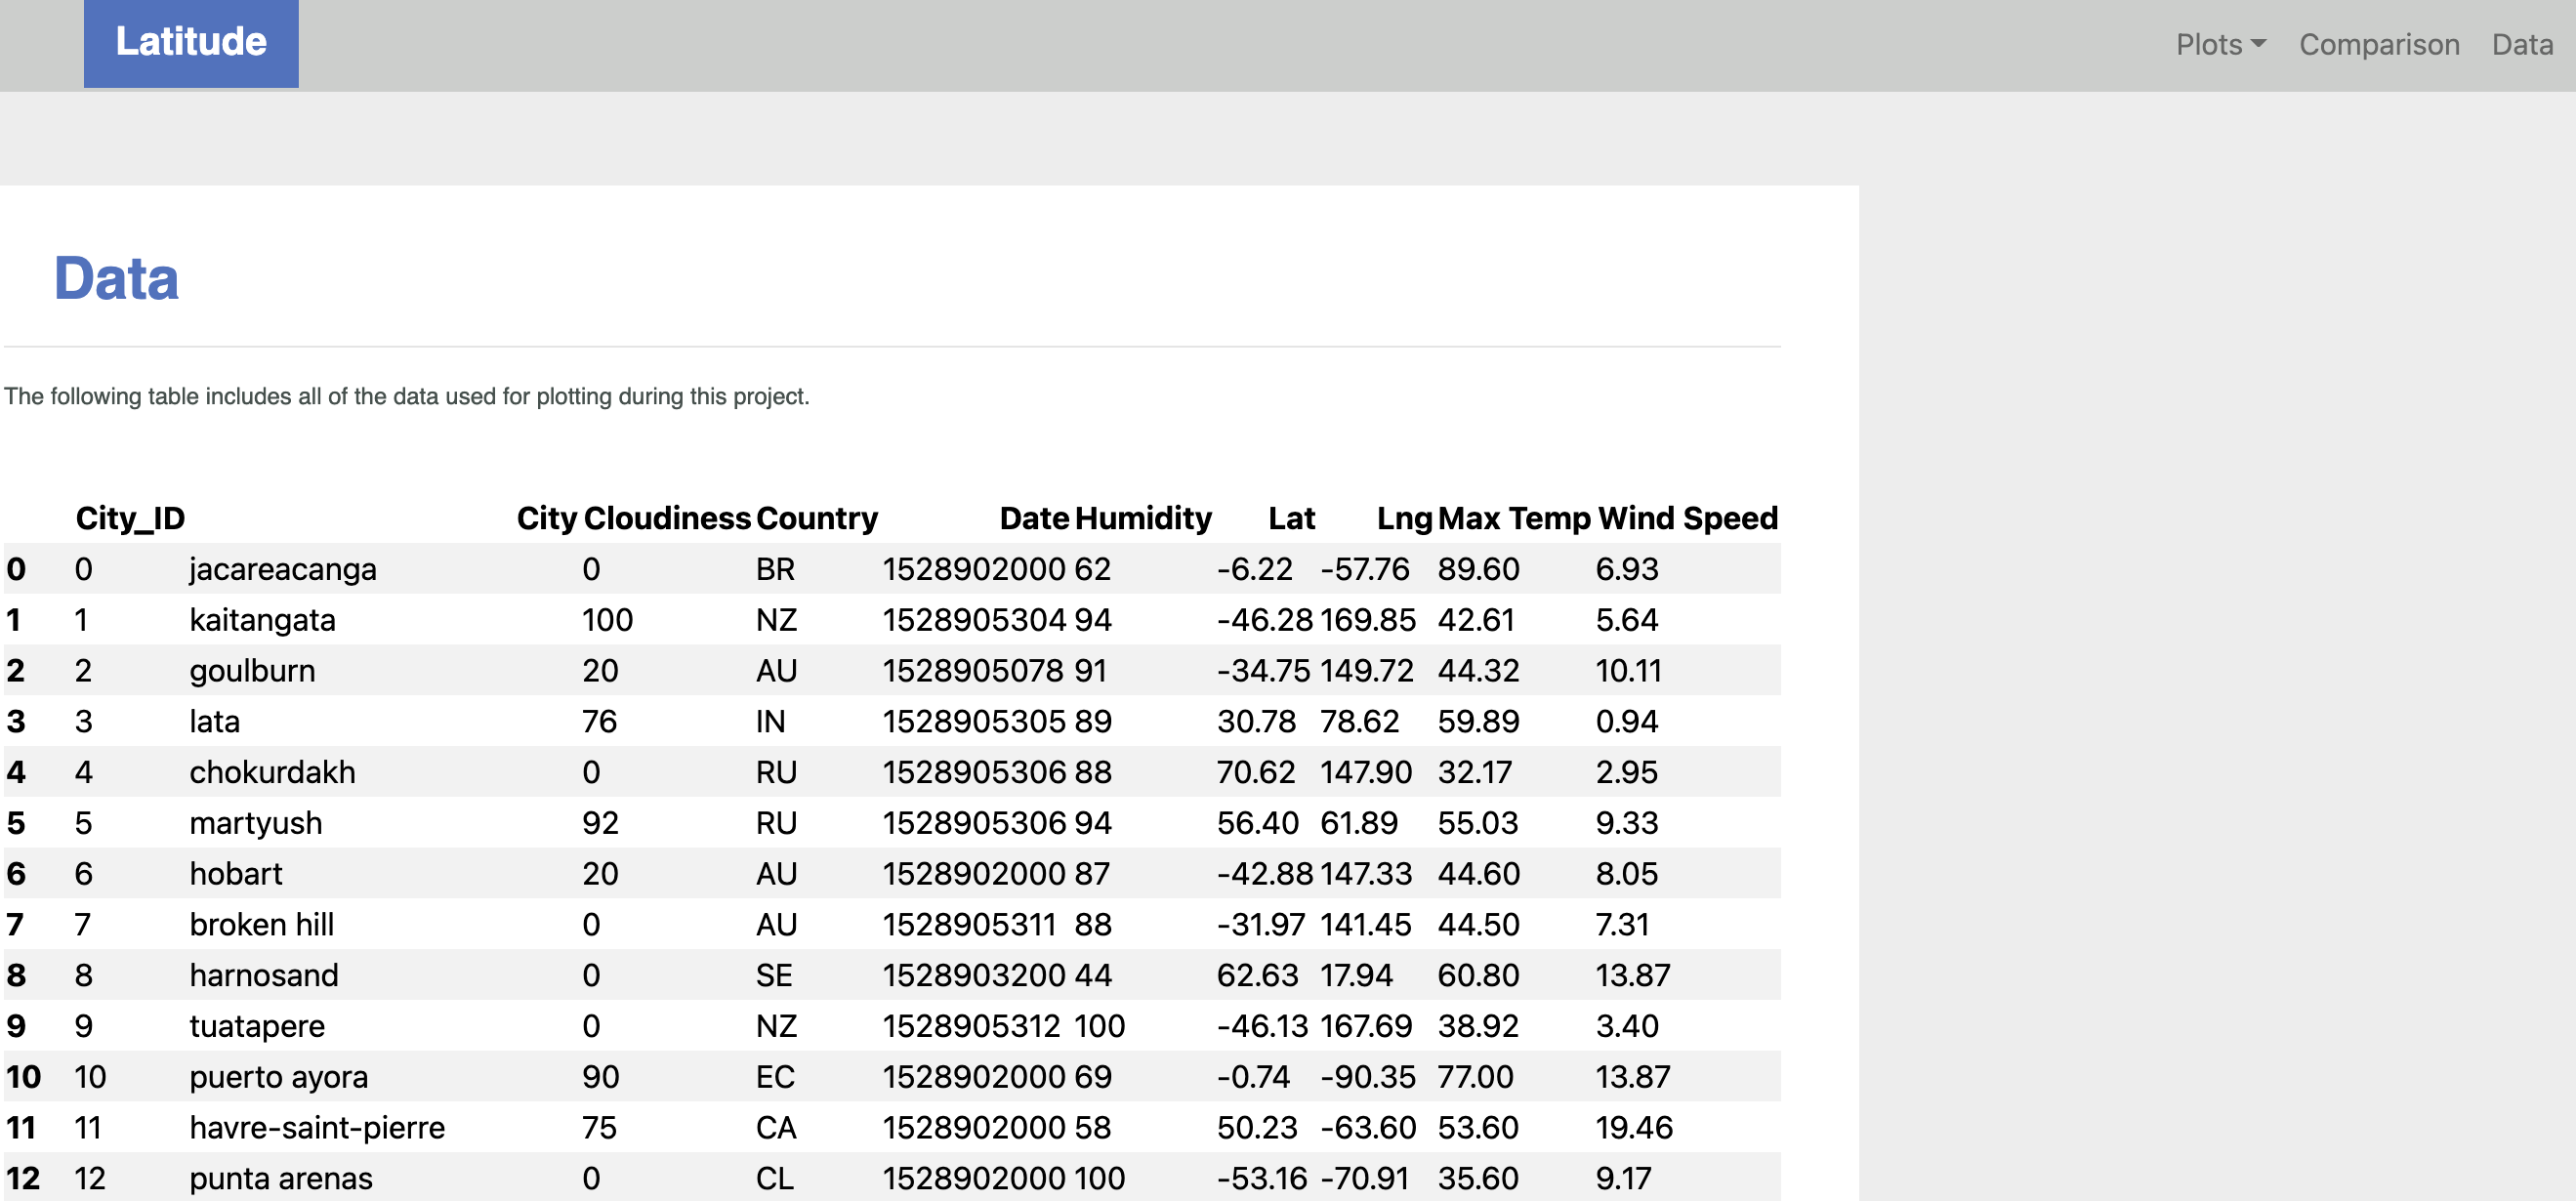 Latitude
Plots Comparison Data
Data
The following table includes all of the data used for plotting during this project.
City_ID City Cloudiness Country Date Humidity Lat Lng Max Temp Wind Speed
0 0 jacareacanga 0 BR 1528902000 62 -6.22 -57.76 89.60 6.93
1 1 kaitangata 100 NZ 1528905304 94 -46.28 169.85 42.61 5.64
2 2 goulburn 20 AU 1528905078 91 -34.75 149.72 44.32 10.11
3 3 lata 76 IN 1528905305 89 30.78 78.62 59.89 0.94
4 4 chokurdakh 0 RU 1528905306 88 70.62 147.90 32.17 2.95
5 5 martyush 92 RU 1528905306 94 56.40 61.89 55.03 9.33
6 6 hobart 20 AU 1528902000 87 -42.88 147.33 44.60 8.05
7 7 broken hill 0 AU 1528905311 88 -31.97 141.45 44.50 7.31
8 8 harnosand 0 SE 1528903200 44 62.63 17.94 60.80 13.87
9 9 tuatapere 0 NZ 1528905312 100 -46.13 167.69 38.92 3.40
10 10 puerto ayora 90 EC 1528902000 69 -0.74 -90.35 77.00 13.87
11 11 havre-saint-pierre 75 CA 1528902000 58 50.23 -63.60 53.60 19.46
12 12 punta arenas 0 CL 1528902000 100 -53.16 -70.91 35.60 9.17